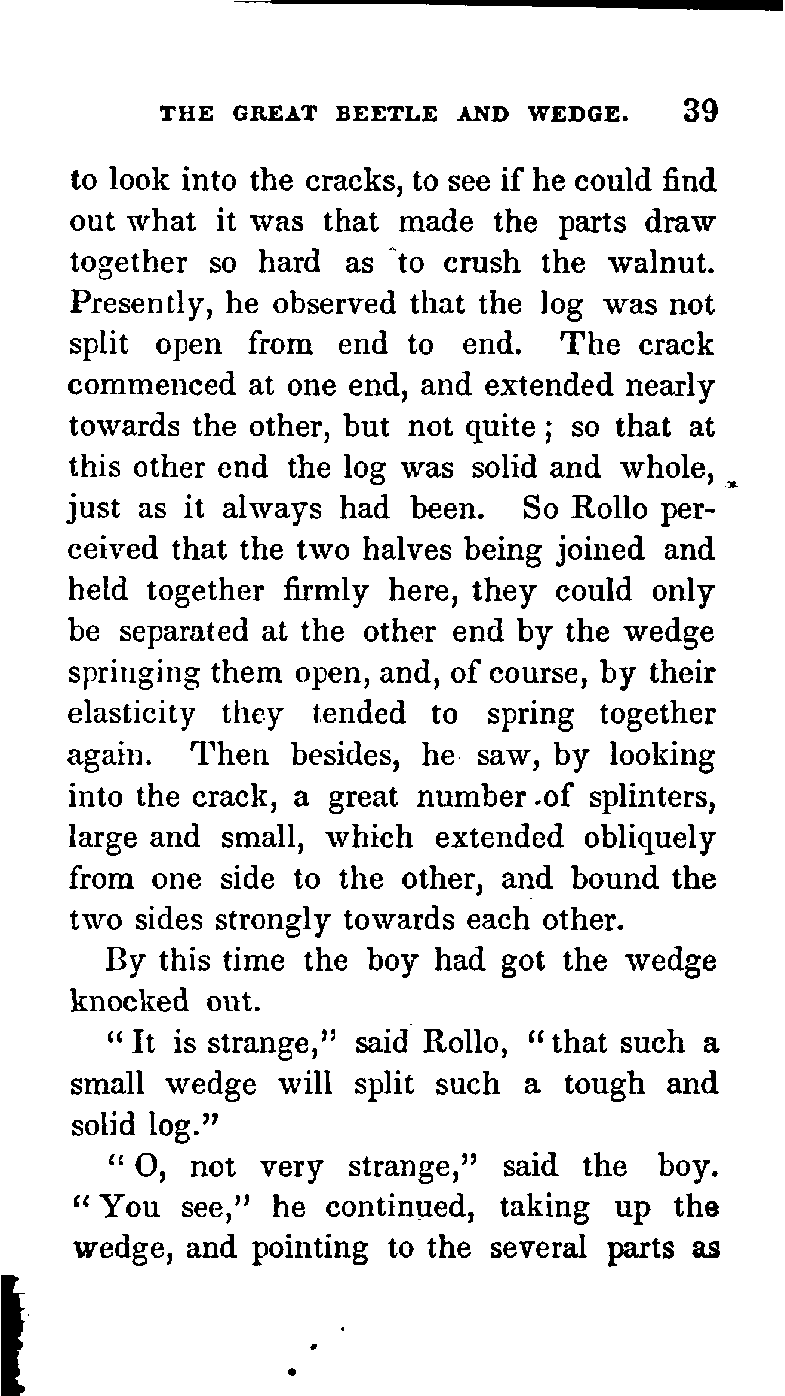 THE GREAT BEETLE AND WEDGE. 39
to look into the cracks, to see if he could find
out what it was that made the parts draw
together so hard as to crush the walnut.
Presently, he observed that the log was not
split open from end to end. The crack
commenced at one end, and extended nearly
towards the other, but not quite; so that at
this other end the log was solid and whole,
just as it always had been. So Rollo per-
ceived that the two halves being joined and
held together firmly here, they could only
be separated at the other end by the wedge
springing them open, and, of course, by their
elasticity they tended to spring together
again. Then besides, he saw, by looking
into the crack, a great number of splinters,
large and small, which extended obliquely
from one side to the other, and bound the
two sides strongly towards each other.
By this time the boy had got the wedge
knocked out.
"It is strange," said Rollo, "that such a
small wedge will split such a tough and
solid log."
"O, not very strange," said the boy.
"You see," he continued, taking up the
wedge, and pointing to the several parts as